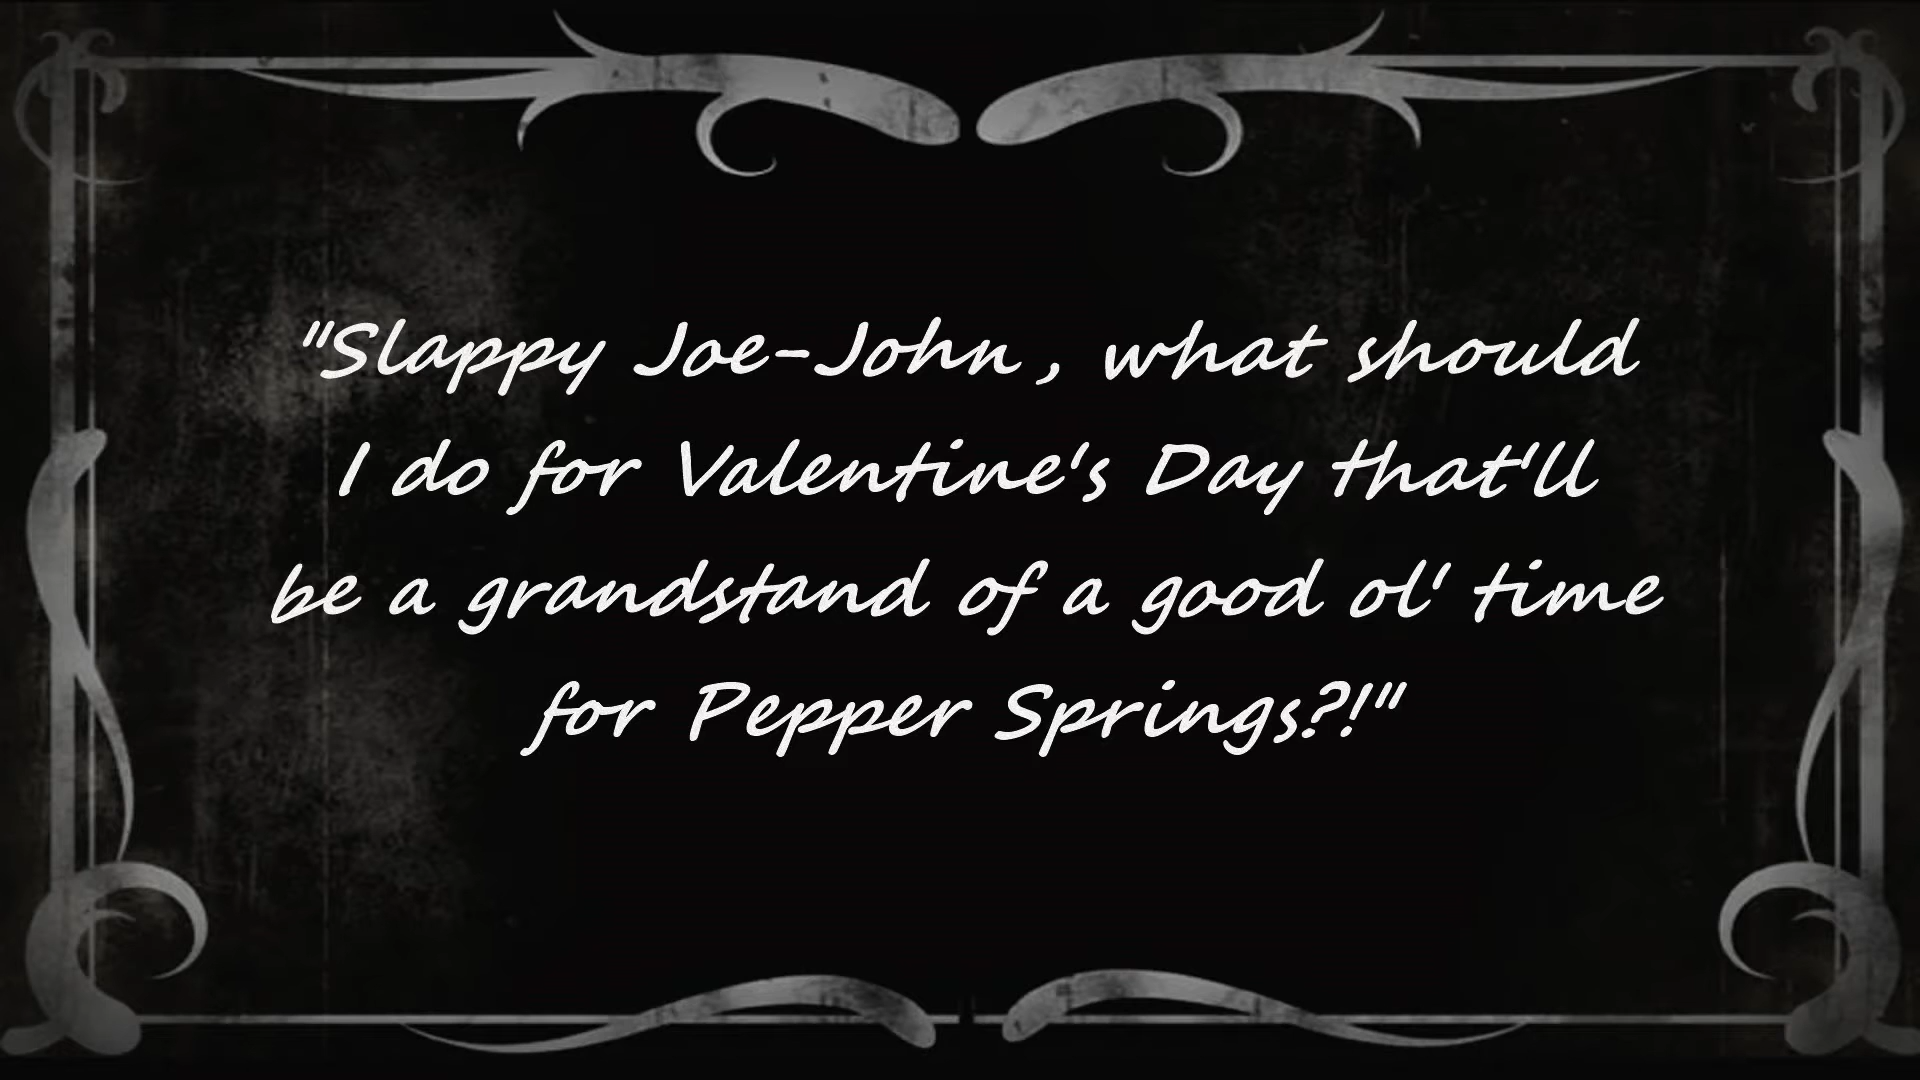 "Slappy Joe-John, what should
I do for Valentine's Day that'll
be a grandstand of a good ol' time
for Pepper Springs?!"